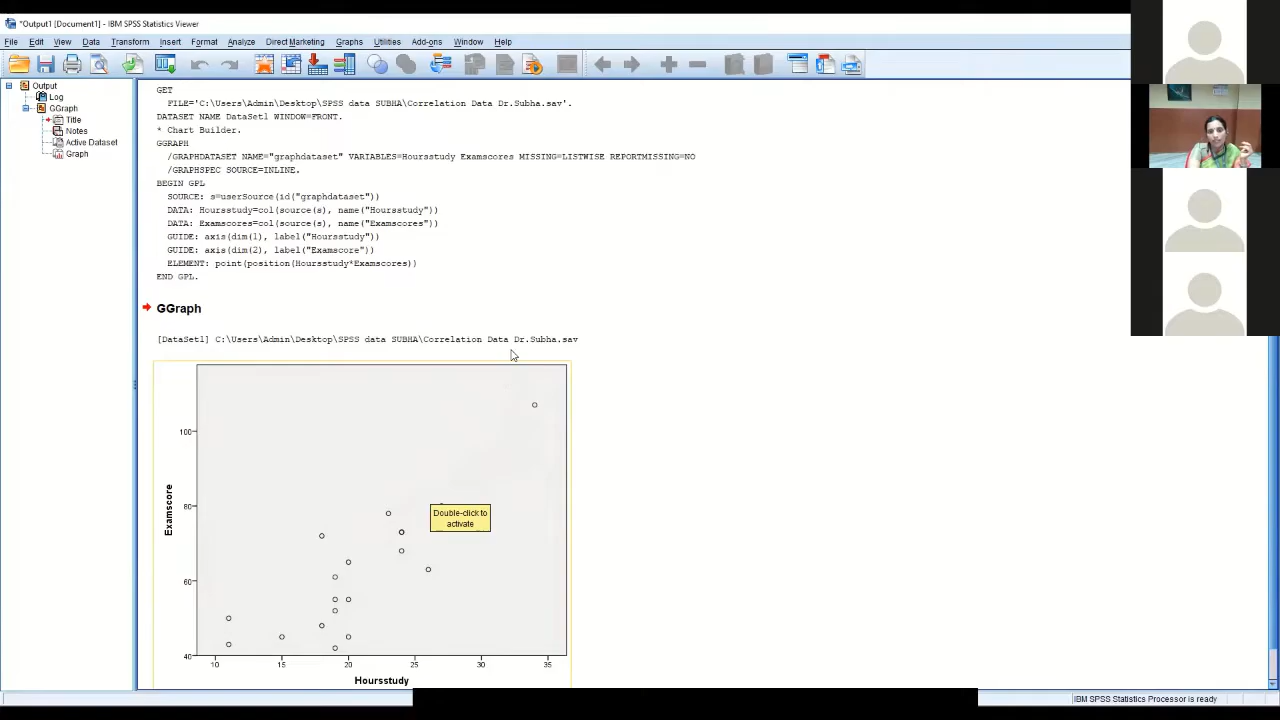 *Output1 [Document1] - IBM SPSS Statistics Viewer
File Edit View Data Transform Insert Format Analyze Direct Marketing Graphs Utilities Add-ons Window Help
Output
Log
GGraph
Title
Notes
Active Dataset
Graph
GET
FILE='C:\Users\Admin\Desktop\SPSS data SUBHA\Correlation Data Dr.Subha.sav'.
DATASET NAME DataSet1 WINDOW=FRONT.
* Chart Builder.
GGRAPH
/GRAPHDATASET NAME="graphdataset" VARIABLES=Hoursstudy Examscores MISSING=LISTWISE REPORTMISSING=NO
/GRAPHSPEC SOURCE=INLINE.
BEGIN GPL
SOURCE: s=userSource(id("graphdataset"))
DATA: Hoursstudy=col(source(s), name("Hoursstudy"))
DATA: Examscores=col(source(s), name("Examscores"))
GUIDE: axis(dim(1), label("Hoursstudy"))
GUIDE: axis(dim(2), label("Examscore"))
ELEMENT: point(position(Hoursstudy*Examscores))
END GPL.
GGraph
[DataSet1] C:\Users\Admin\Desktop\SPSS data SUBHA\Correlation Data Dr.Subha.sav
100
80
60
40
Examscore
Double-click to
activate
10 15 20 25 30 35
Hoursstudy
IBM SPSS Statistics Processor is ready